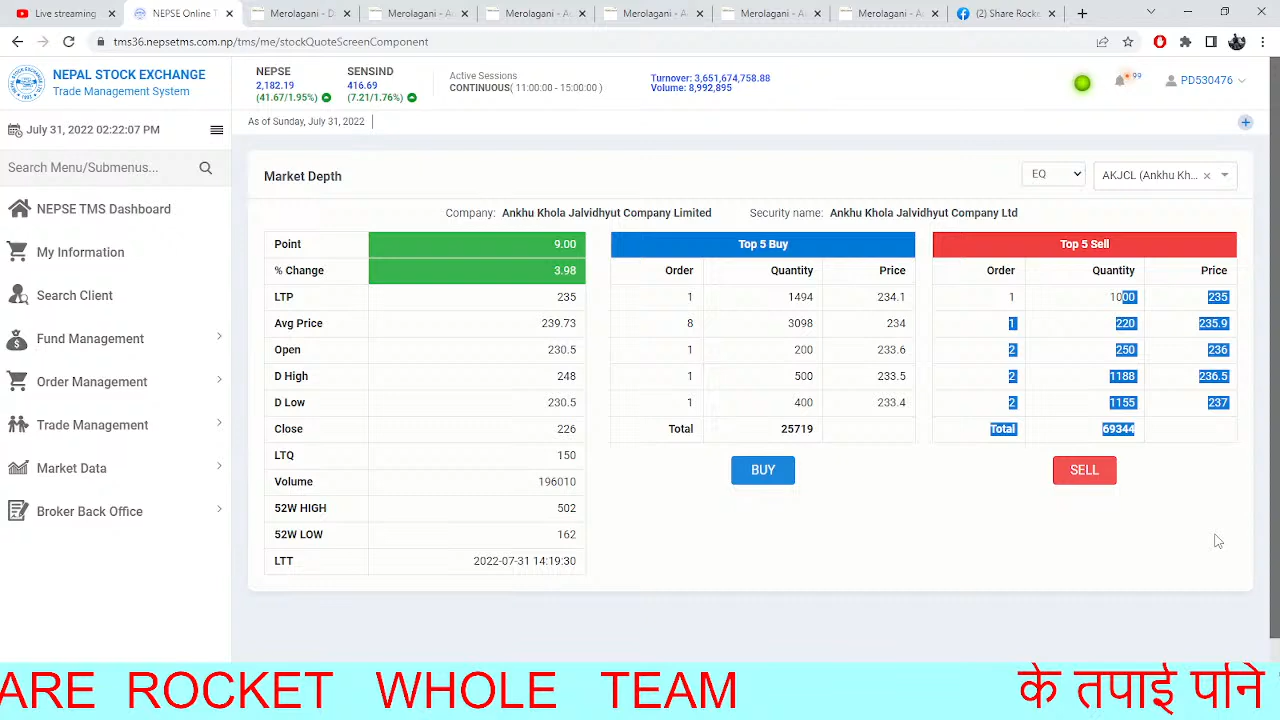 Live streaming
NEPSE Online T
Merolagani - D
Merolagani - A
Merolagani - A
Merolagani - A
Merolagani - A
Merolagani - A
(2) Share Rocke
tms36.nepsetms.com.np/tms/me/stockQuoteScreenComponent
NEPAL STOCK EXCHANGE
Trade Management System
NEPSE
2,182.19
(41.67/1.95%)
SENSIND
416.69
(7.21/1.76%)
Active Sessions
CONTINUOUS( 11:00:00 - 15:00:00 )
Turnover: 3,651,674,758.88
Volume: 8,992,895
99
PD530476
July 31, 2022 02:22:07 PM
As of Sunday, July 31, 2022
Search Menu/Submenus...
NEPSE TMS Dashboard
My Information
Search Client
Fund Management
Order Management
Trade Management
Market Data
Broker Back Office
Market Depth
EQ
AKJCL (Ankhu Kh...
Company: Ankhu Khola Jalvidhyut Company Limited
Security name: Ankhu Khola Jalvidhyut Company Ltd
Point 9.00
% Change 3.98
LTP 235
Avg Price 239.73
Open 230.5
D High 248
D Low 230.5
Close 226
LTQ 150
Volume 196010
52W HIGH 502
52W LOW 162
LTT 2022-07-31 14:19:30
Top 5 Buy
Order Quantity Price
1 1494 234.1
8 3098 234
1 200 233.6
1 500 233.5
1 400 233.4
Total 25719
BUY
Top 5 Sell
Order Quantity Price
1 1000 235
1 220 235.9
2 250 236
2 1188 236.5
2 1155 237
Total 69344
SELL
ARE ROCKET WHOLE TEAM के तपाई पनि